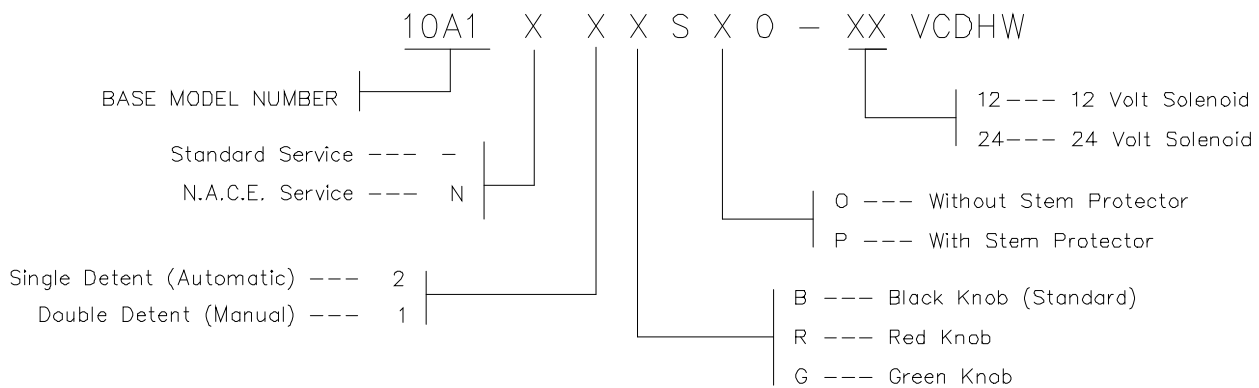 10A1 X X X S X O - XX VCDHW
BASE MODEL NUMBER
12--- 12 Volt Solenoid
24--- 24 Volt Solenoid
Standard Service --- -
N.A.C.E. Service --- N
O --- Without Stem Protector
P --- With Stem Protector
Single Detent (Automatic) --- 2
Double Detent (Manual) --- 1
B --- Black Knob (Standard)
R --- Red Knob
G --- Green Knob